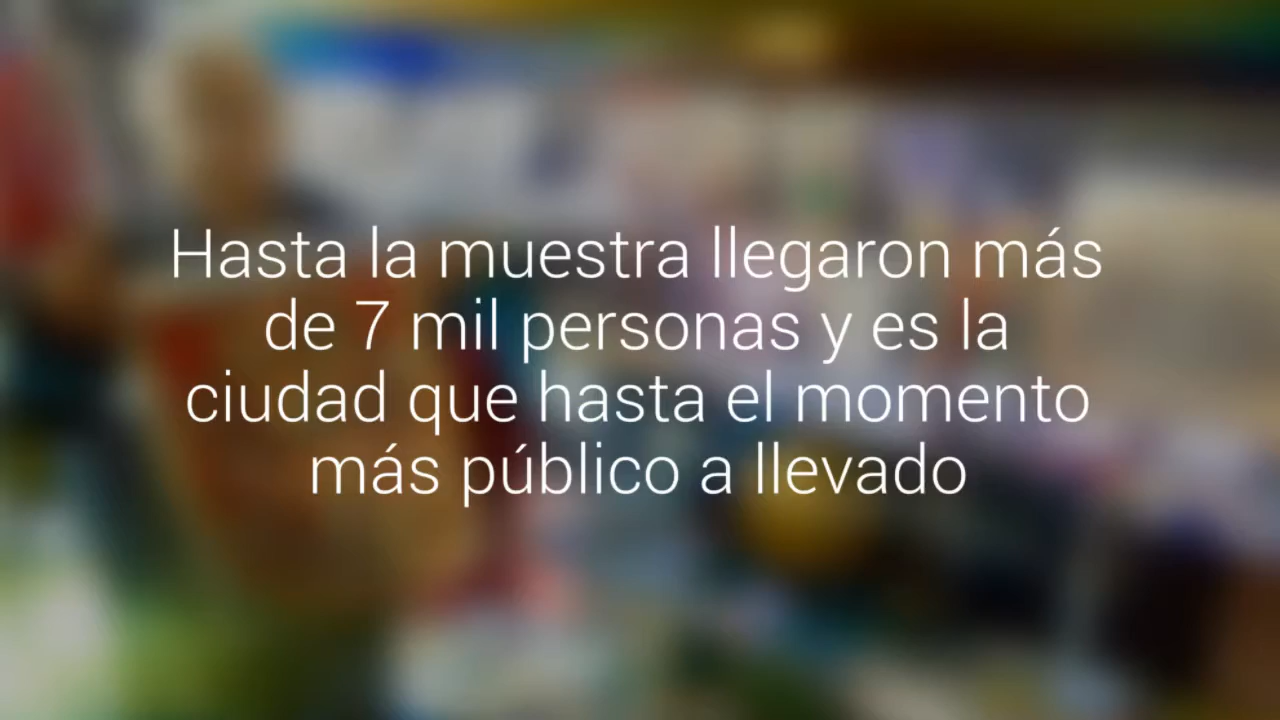 Hasta la muestra llegaron más
de 7 mil personas y es la
ciudad que hasta el momento
más público a llevado